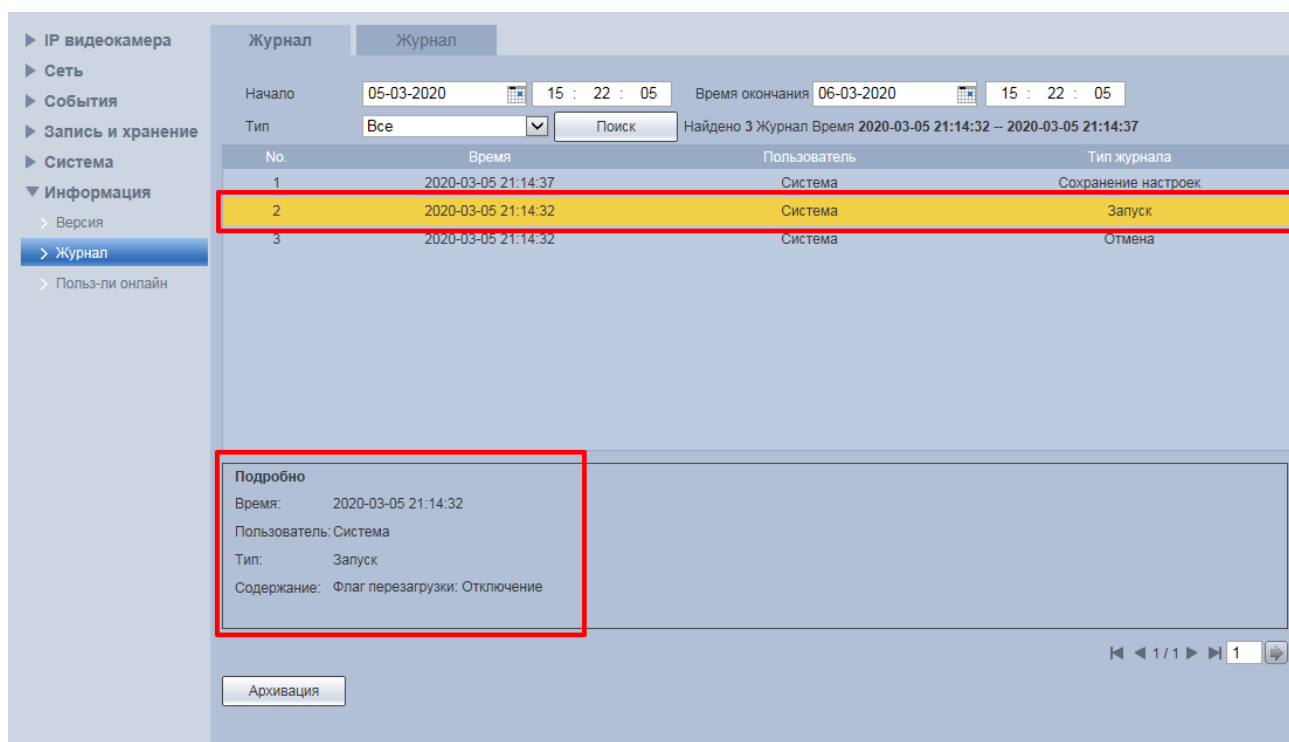 IP видеокамера
Сеть
События
Запись и хранение
Система
Информация
Версия
Журнал
Польз-ли онлайн
Журнал Журнал
Начало 05-03-2020 15 : 22 : 05 Время окончания 06-03-2020 15 : 22 : 05
Тип Все Поиск Найдено 3 Журнал Время 2020-03-05 21:14:32 -- 2020-03-05 21:14:37
No. Время Пользователь Тип журнала
1 2020-03-05 21:14:37 Система Сохранение настроек
2 2020-03-05 21:14:32 Система Запуск
3 2020-03-05 21:14:32 Система Отмена
Подробно
Время: 2020-03-05 21:14:32
Пользователь: Система
Тип: Запуск
Содержание: Флаг перезагрузки: Отключение
1 / 1 1
Архивация